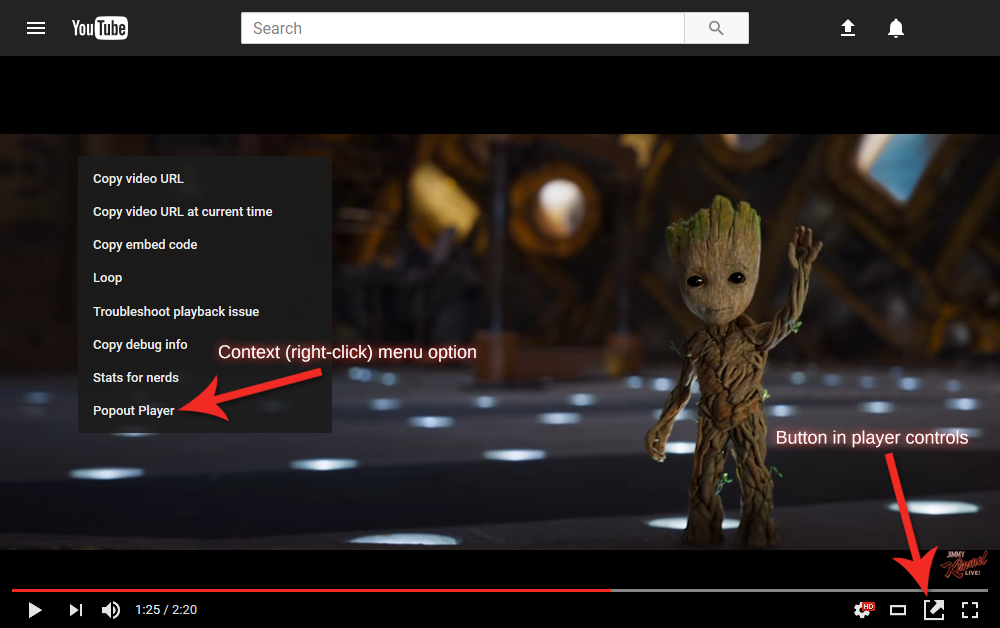 YouTube
Search
Copy video URL
Copy video URL at current time
Copy embed code
Loop
Troubleshoot playback issue
Copy debug info
Context (right-click) menu option
Stats for nerds
Popout Player
Button in player controls
JIMMY
Kimmel
LIVE!
1:25 / 2:20
HD